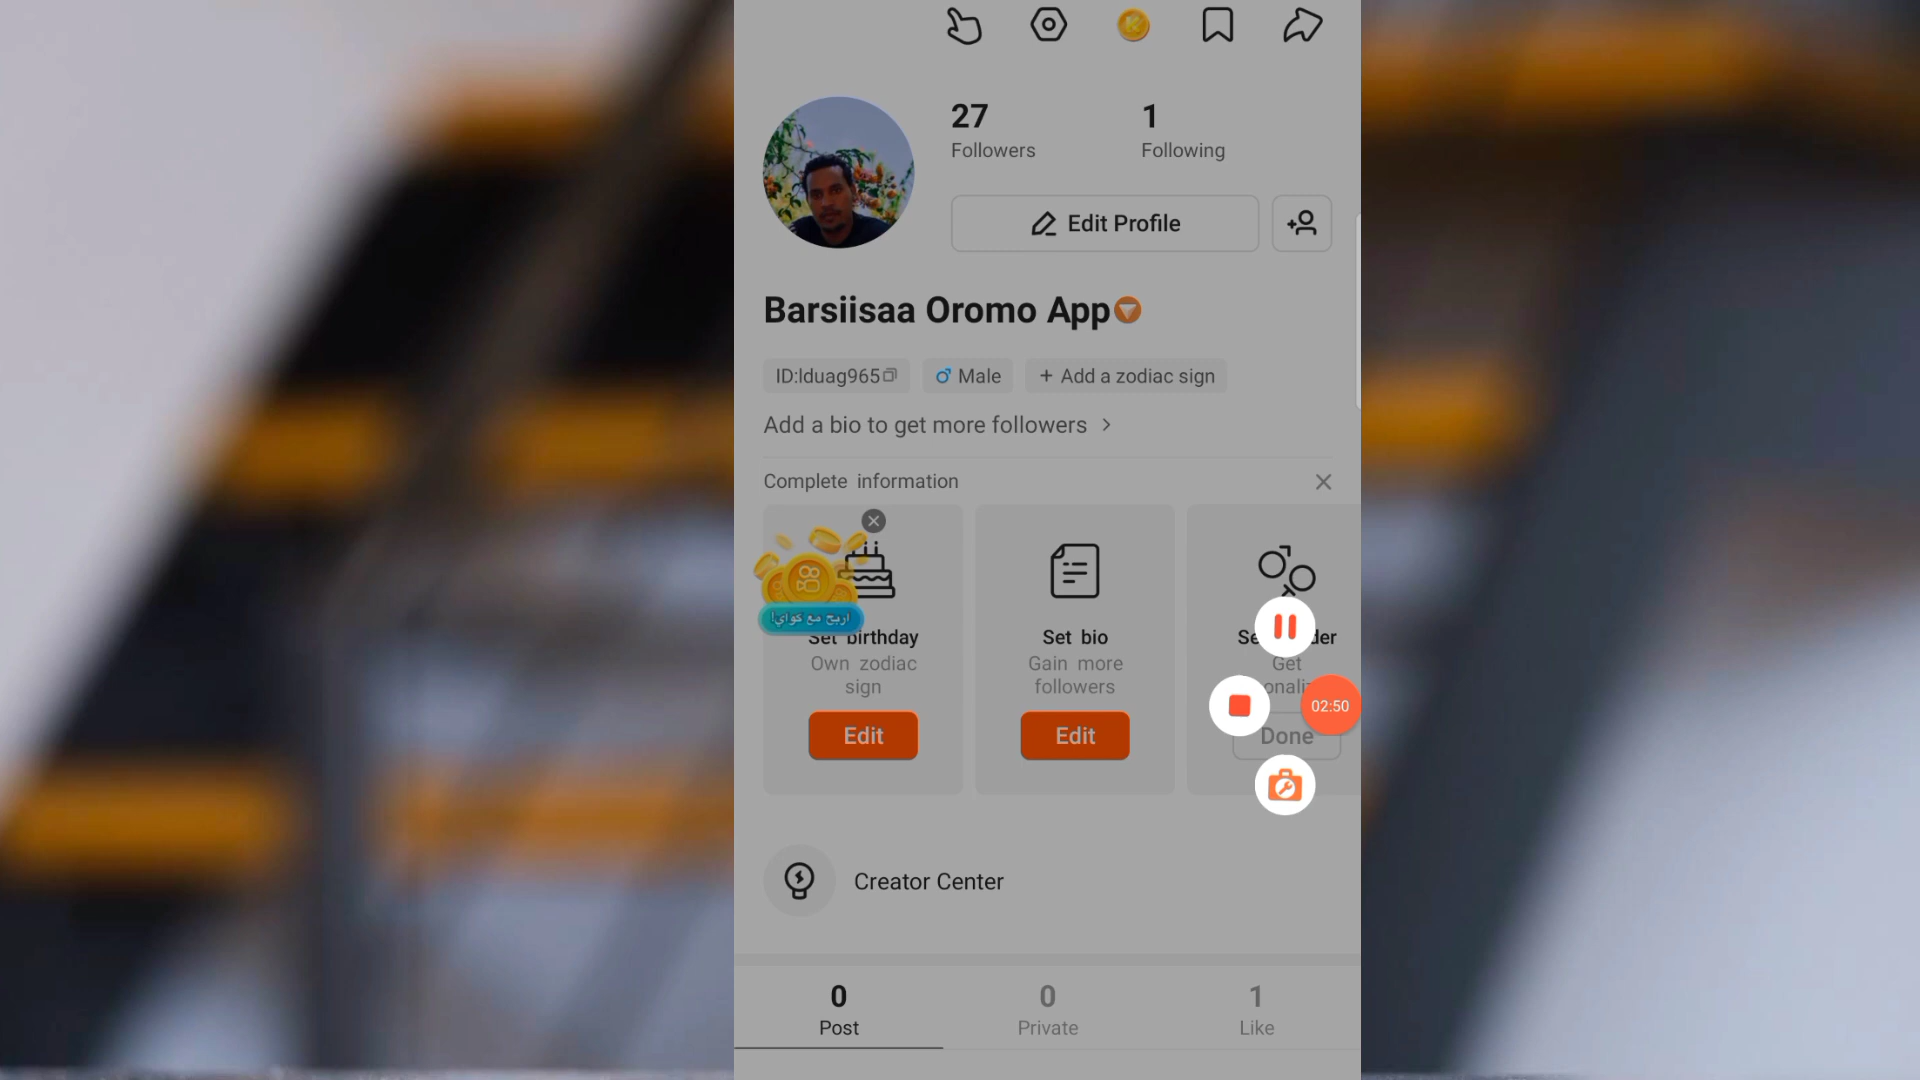 27
Followers
1
Following
Edit Profile
Barsiisaa Oromo App
ID:lduag965
Male
+ Add a zodiac sign
Add a bio to get more followers
Complete information
اربح مع كواي!
Set birthday
Own zodiac
sign
Edit
Set bio
Gain more
followers
Edit
Get
Done
02:50
Creator Center
0
Post
0
Private
1
Like